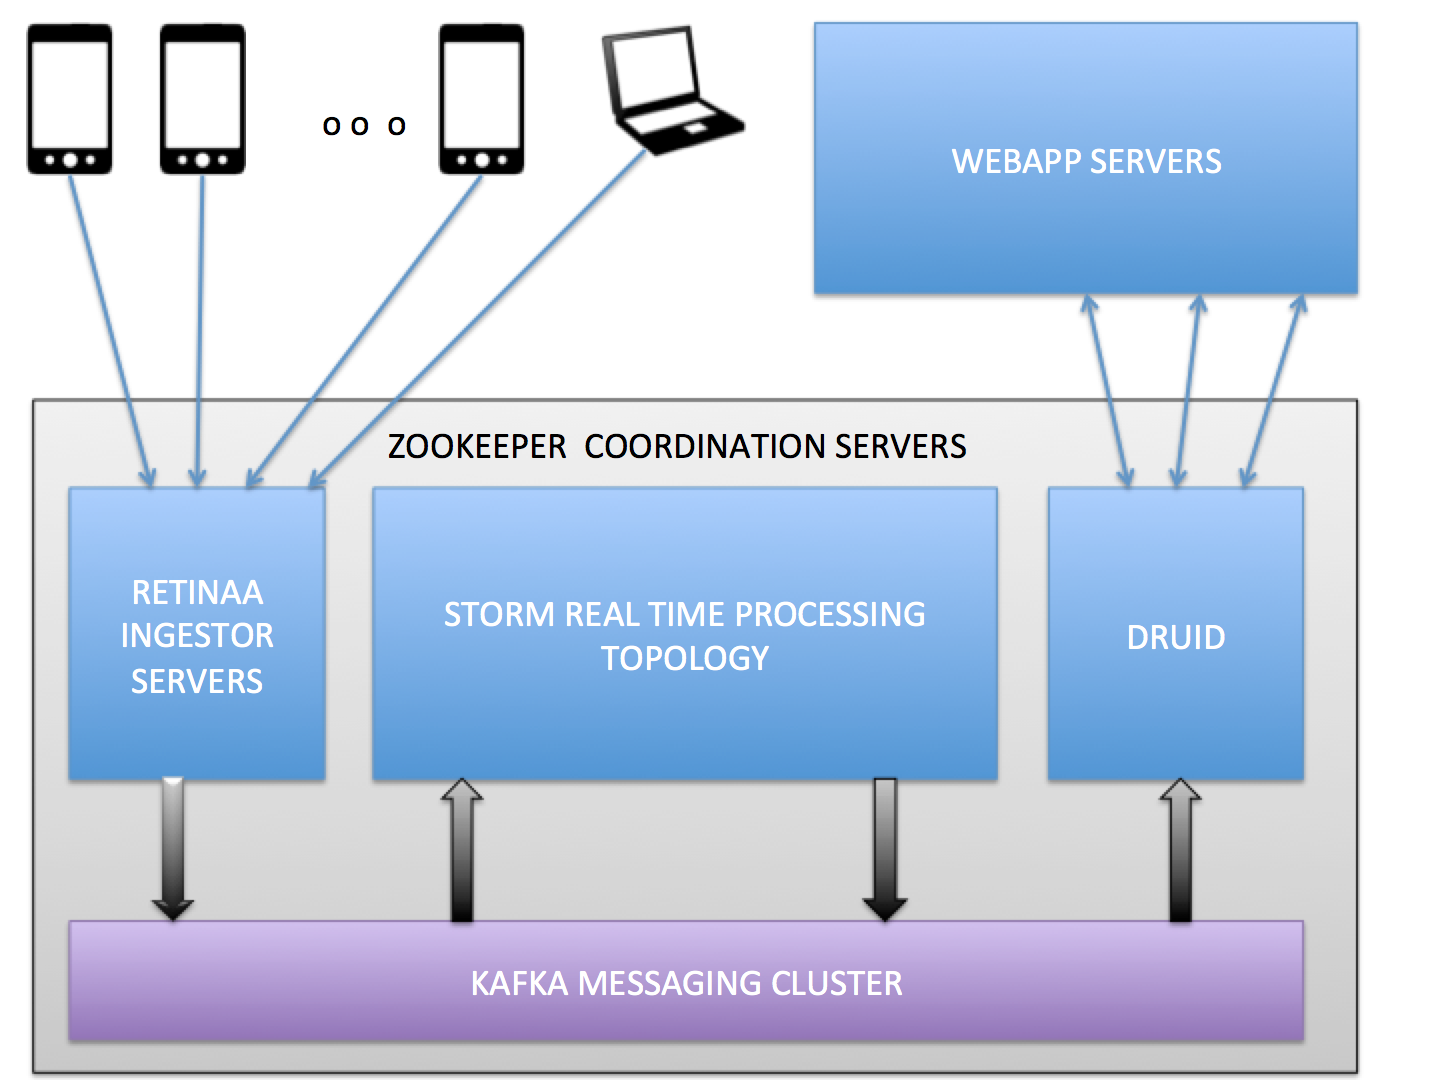 o o o
WEBAPP SERVERS
ZOOKEEPER COORDINATION SERVERS
RETINAA
INGESTOR
SERVERS
STORM REAL TIME PROCESSING
TOPOLOGY
DRUID
KAFKA MESSAGING CLUSTER